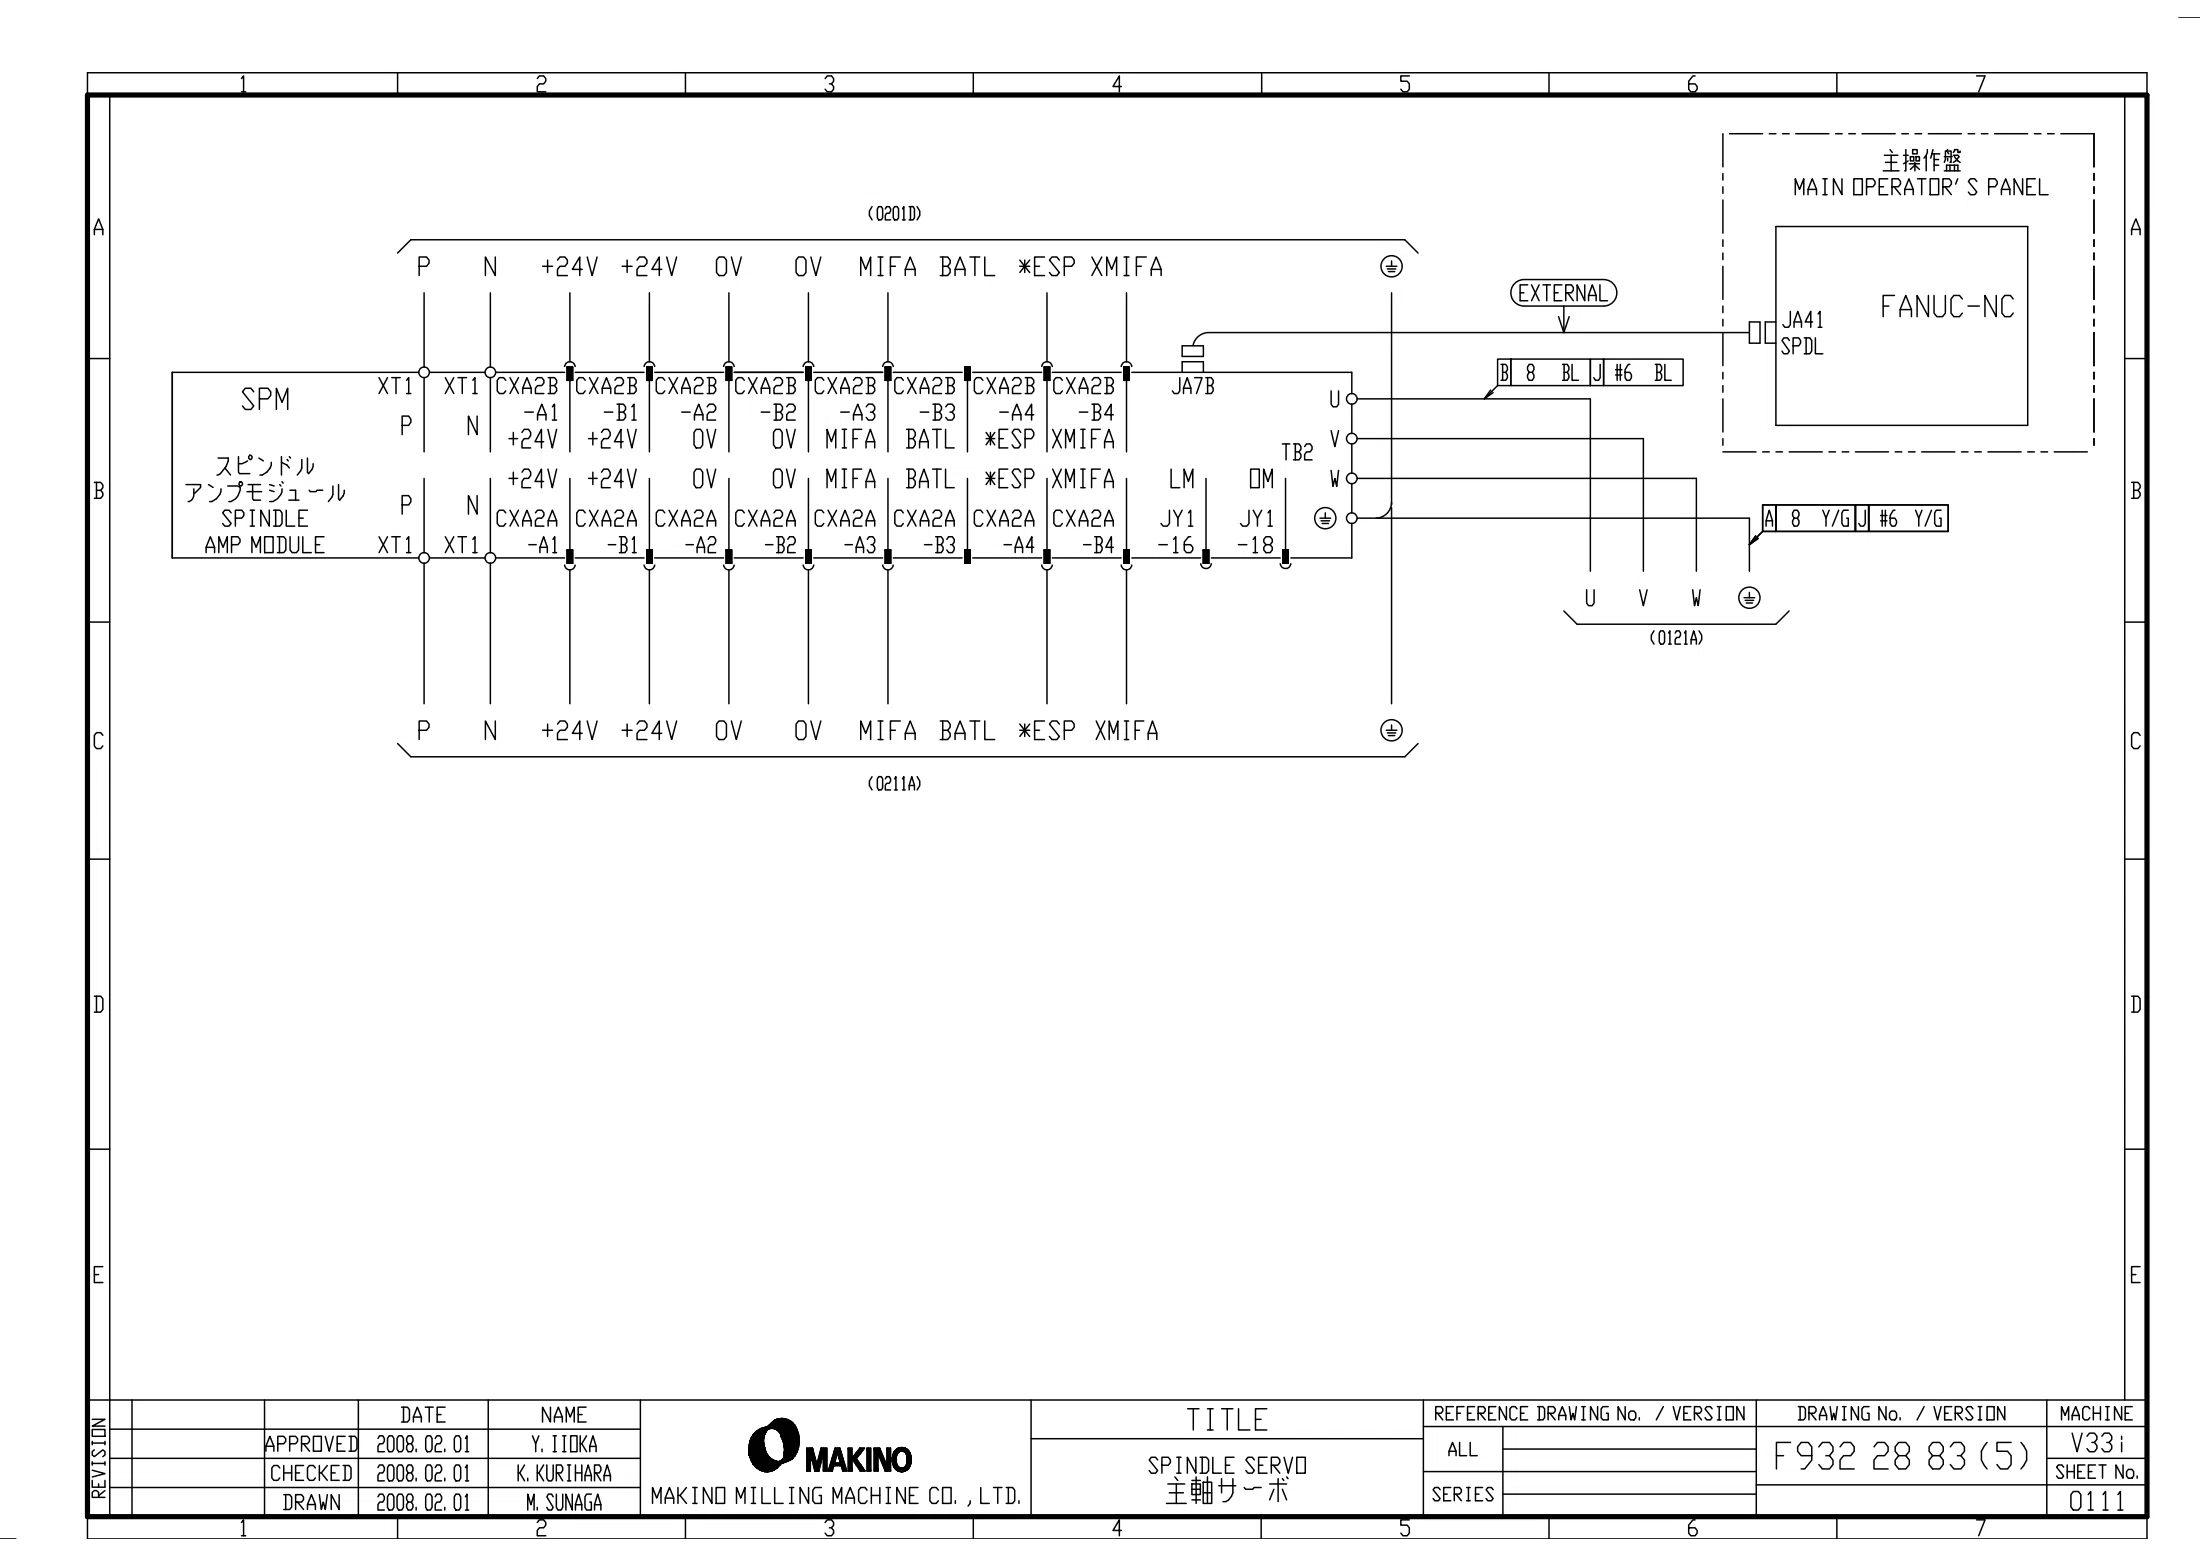 1 2 3 4 5 6 7
主操作盤
MAIN OPERATOR'S PANEL
A A
(0201D)
P N +24V +24V 0V 0V MIFA BATL *ESP XMIFA
EXTERNAL
FANUC-NC
JA41
SPDL
B 8 BL J #6 BL
SPM XT1 XT1 CXA2B CXA2B CXA2B CXA2B CXA2B CXA2B CXA2B CXA2B JA7B
-A1 -B1 -A2 -B2 -A3 -B3 -A4 -B4 U
P N +24V +24V 0V 0V MIFA BATL *ESP XMIFA V
TB2
スピンドル
アンプモジュール
SPINDLE
AMP MODULE
+24V +24V 0V 0V MIFA BATL *ESP XMIFA LM OM W
B B
P N CXA2A CXA2A CXA2A CXA2A CXA2A CXA2A CXA2A CXA2A JY1 JY1
XT1 XT1 -A1 -B1 -A2 -B2 -A3 -B3 -A4 -B4 -16 -18
A 8 Y/G J #6 Y/G
U V W
(0121A)
P N +24V +24V 0V 0V MIFA BATL *ESP XMIFA
C C
(0211A)
D D
E E
REVISION
DATE NAME
APPROVED 2008.02.01 Y.IIOKA
CHECKED 2008.02.01 K.KURIHARA
DRAWN 2008.02.01 M.SUNAGA
MAKINO
MAKINO MILLING MACHINE CO.,LTD.
TITLE
SPINDLE SERVO
主軸サーボ
REFERENCE DRAWING No. / VERSION
ALL
SERIES
DRAWING No. / VERSION
F932 28 83(5)
MACHINE
V33i
SHEET No.
0111
1 2 3 4 5 6 7